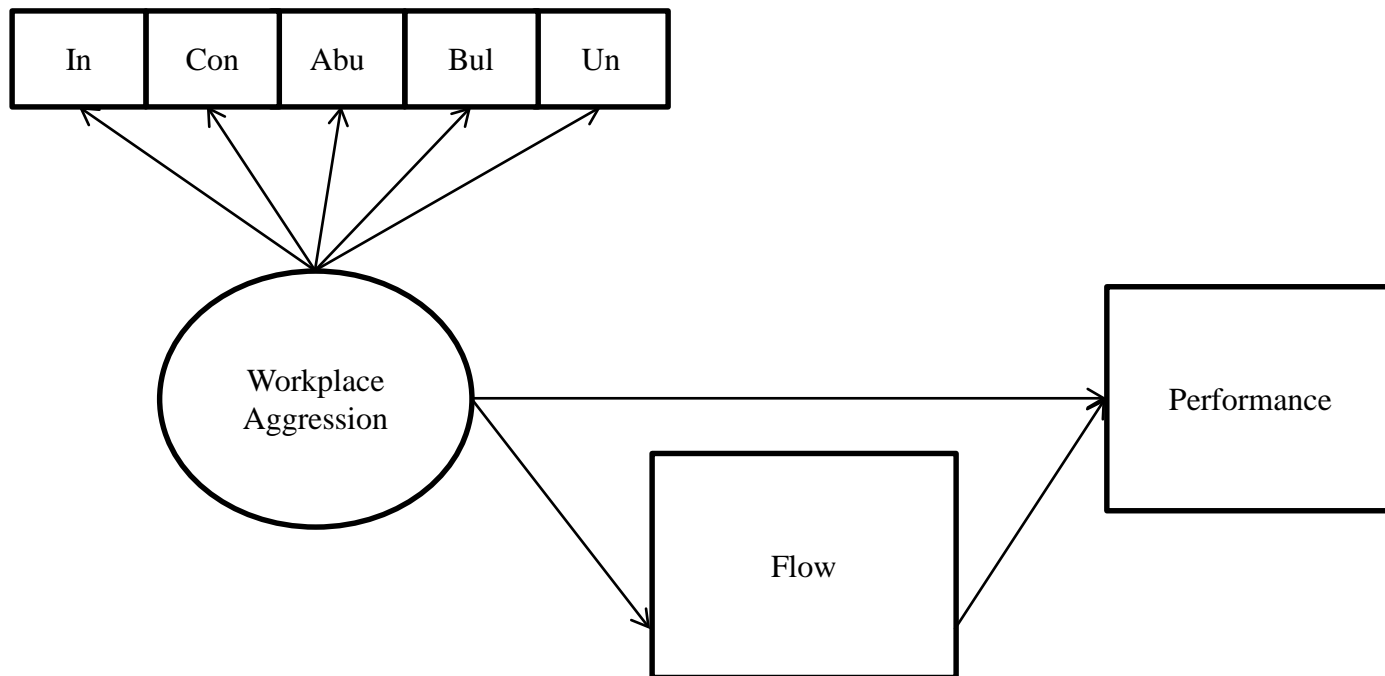 In
Con
Abu
Bul
Un
Workplace
Aggression
Performance
Flow